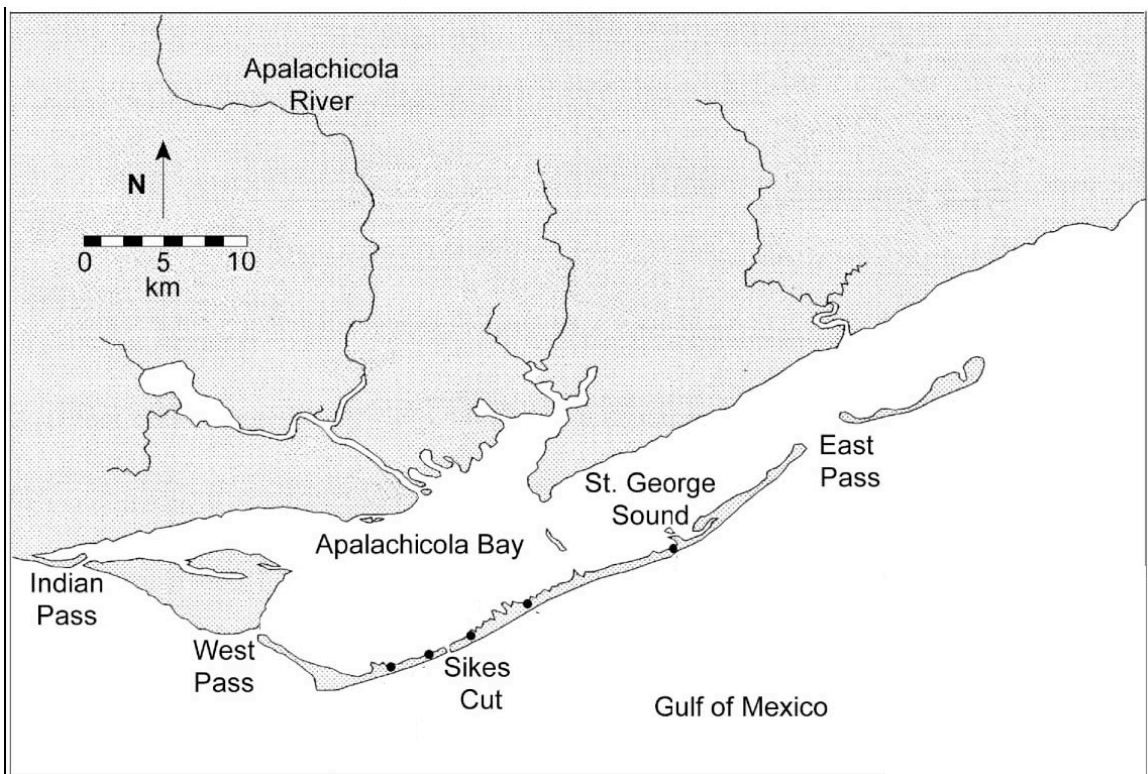 Apalachicola
River
N
0 5 10
km
St. George
Sound
East
Pass
Apalachicola Bay
Indian
Pass
West
Pass
Sikes
Cut
Gulf of Mexico